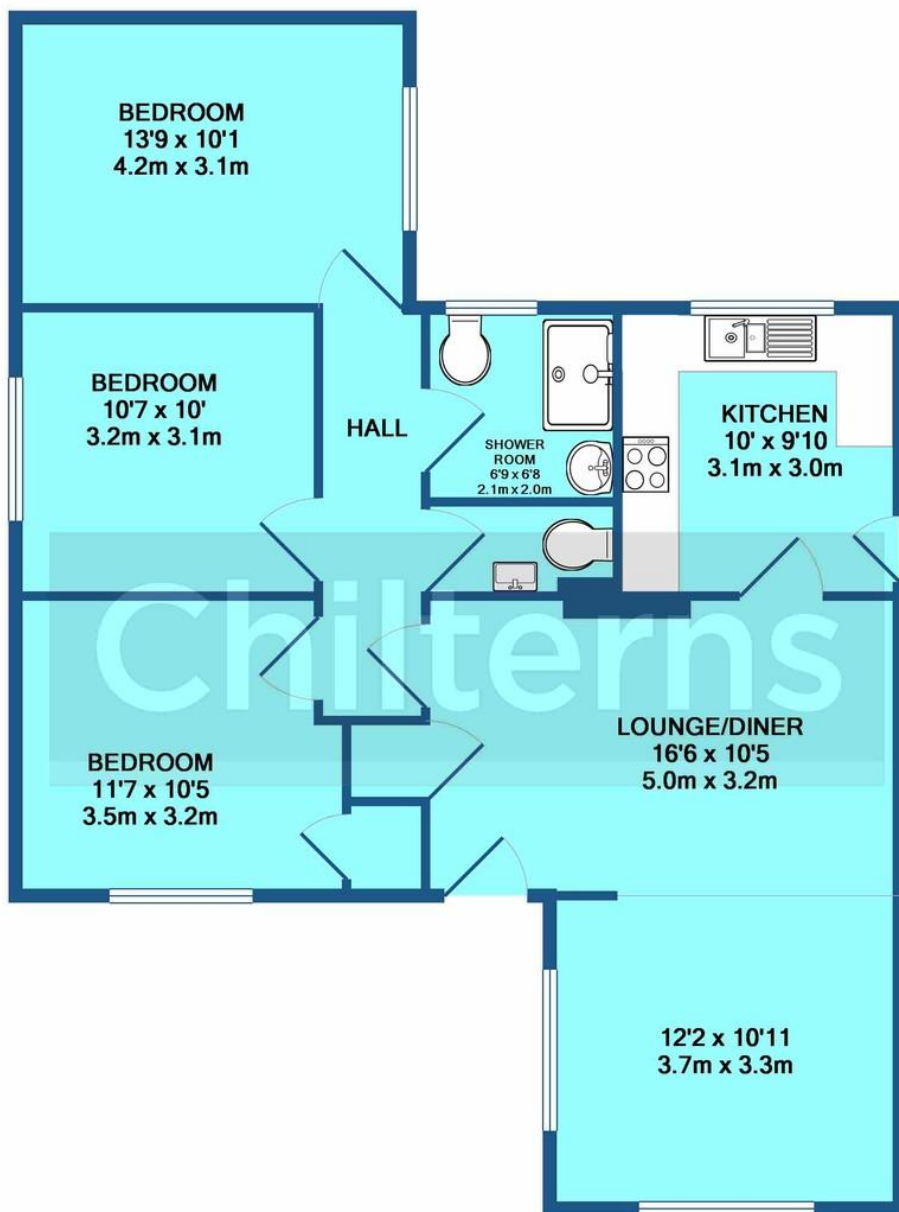 BEDROOM
13'9 x 10'1
4.2m x 3.1m
BEDROOM
10'7 x 10'
3.2m x 3.1m
HALL
SHOWER
ROOM
6'9 x 6'8
2.1m x 2.0m
KITCHEN
10' x 9'10
3.1m x 3.0m
Chilterns
BEDROOM
11'7 x 10'5
3.5m x 3.2m
LOUNGE/DINER
16'6 x 10'5
5.0m x 3.2m
12'2 x 10'11
3.7m x 3.3m